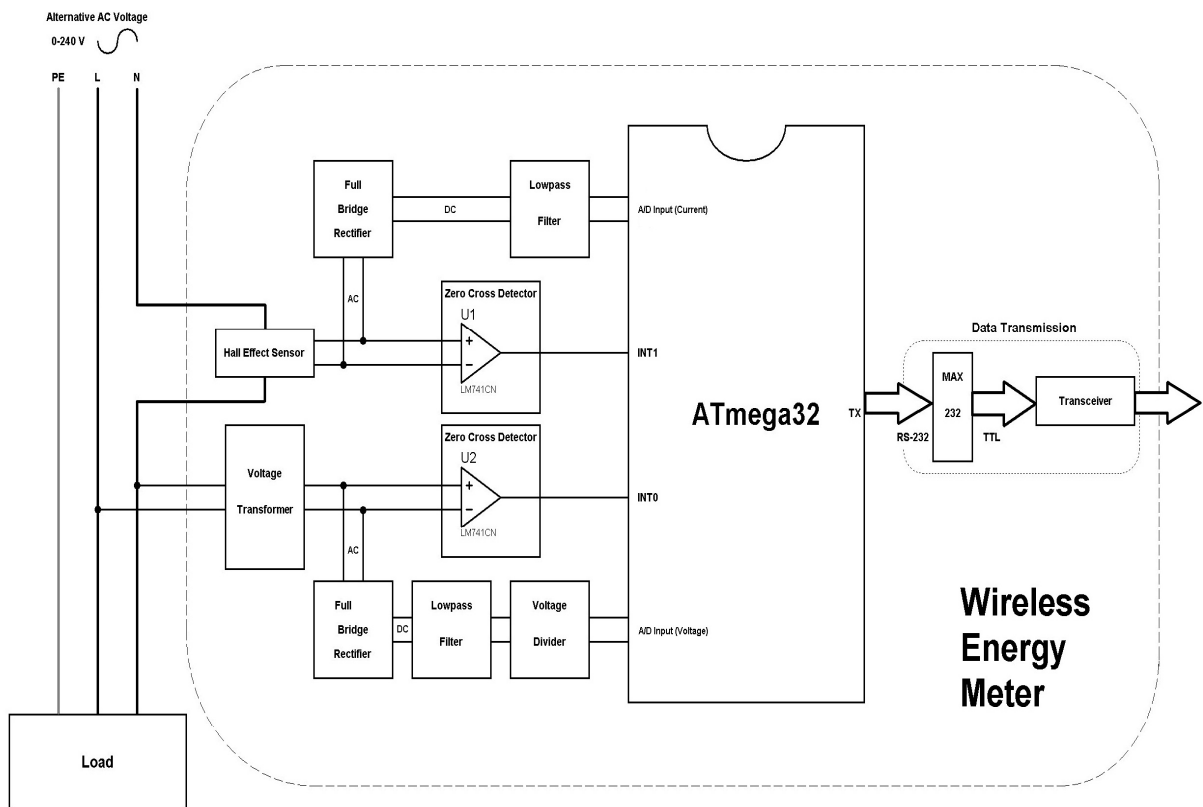 Alternative AC Voltage
0-240 V
PE L N
Full
Bridge
Rectifier
DC
Lowpass
Filter
A/D Input (Current)
AC
Zero Cross Detector
U1
+
−
LM741CN
Hall Effect Sensor
INT1
Data Transmission
MAX
232
Transceiver
ATmega32
TX
RS-232
TTL
Zero Cross Detector
U2
+
−
LM741CN
Voltage
Transformer
INT0
AC
Full
Bridge
Rectifier
DC
Lowpass
Filter
Voltage
Divider
A/D Input (Voltage)
Wireless
Energy
Meter
Load